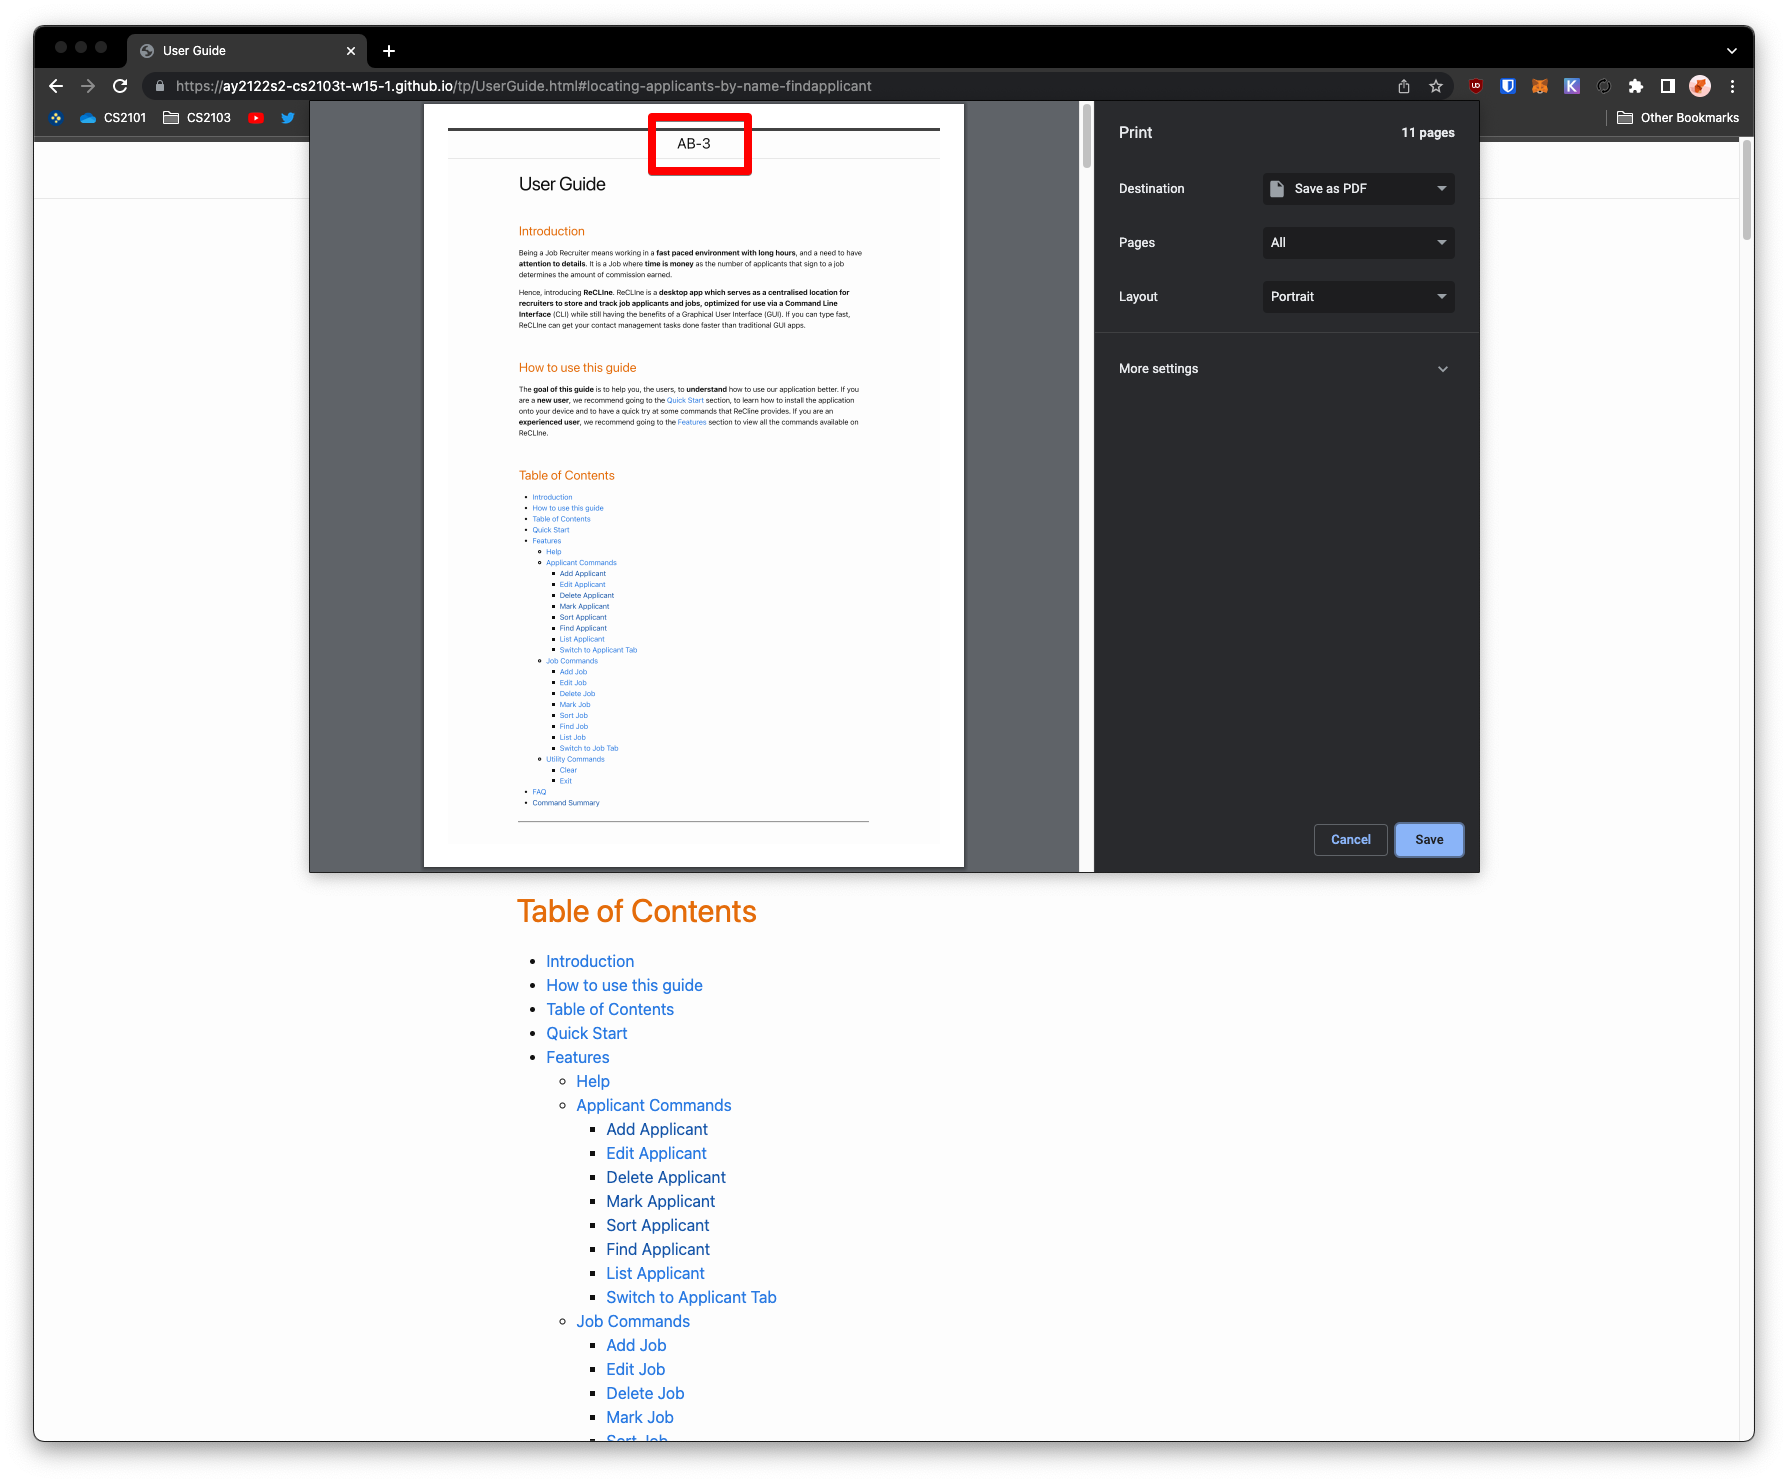 User Guide
https://ay2122s2-cs2103t-w15-1.github.io/tp/UserGuide.html#locating-applicants-by-name-findapplicant
CS2101
CS2103
Other Bookmarks
AB-3
User Guide
Introduction
Being a Job Recruiter means working in a fast paced environment with long hours, and a need to have
attention to details. It is a Job where time is money as the number of applicants that sign to a job
determines the amount of commission earned.
Hence, introducing ReCLIne. ReCLIne is a desktop app which serves as a centralised location for
recruiters to store and track job applicants and jobs, optimized for use via a Command Line
Interface (CLI) while still having the benefits of a Graphical User Interface (GUI). If you can type fast,
ReCLIne can get your contact management tasks done faster than traditional GUI apps.
How to use this guide
The goal of this guide is to help you, the users, to understand how to use our application better. If you
are a new user, we recommend going to the Quick Start section, to learn how to install the application
onto your device and to have a quick try at some commands that ReCline provides. If you are an
experienced user, we recommend going to the Features section to view all the commands available on
ReCLIne.
Table of Contents
Introduction
How to use this guide
Table of Contents
Quick Start
Features
Help
Applicant Commands
Add Applicant
Edit Applicant
Delete Applicant
Mark Applicant
Sort Applicant
Find Applicant
List Applicant
Switch to Applicant Tab
Job Commands
Add Job
Edit Job
Delete Job
Mark Job
Sort Job
Find Job
List Job
Switch to Job Tab
Utility Commands
Clear
Exit
FAQ
Command Summary
Print
11 pages
Destination
Save as PDF
Pages
All
Layout
Portrait
More settings
Cancel
Save
Table of Contents
Introduction
How to use this guide
Table of Contents
Quick Start
Features
Help
Applicant Commands
Add Applicant
Edit Applicant
Delete Applicant
Mark Applicant
Sort Applicant
Find Applicant
List Applicant
Switch to Applicant Tab
Job Commands
Add Job
Edit Job
Delete Job
Mark Job
Sort Job